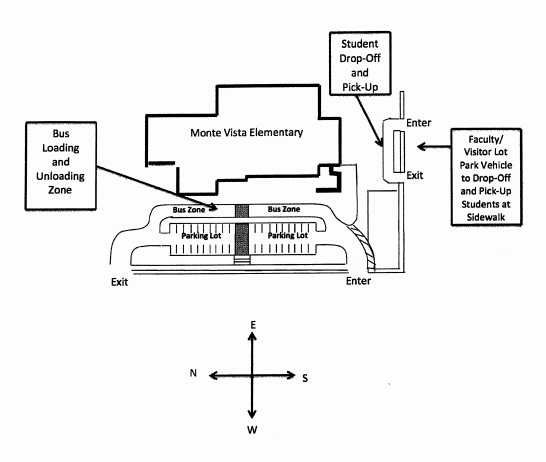 Student
Drop-Off
and
Pick-Up
Bus
Loading
and
Unloading
Zone
Monte Vista Elementary
Enter
Exit
Faculty/
Visitor Lot
Park Vehicle
to Drop-Off
and Pick-Up
Students at
Sidewalk
Bus Zone
Bus Zone
Parking Lot
Parking Lot
Exit
Enter
E
N
S
W